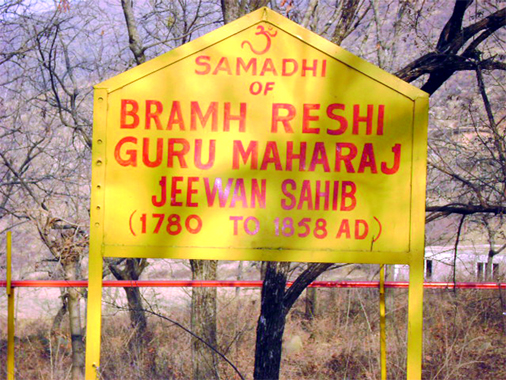 ॐ
SAMADHI
OF
BRAMH RESHI
GURU MAHARAJ
JEEWAN SAHIB
(1780 TO 1858 AD)